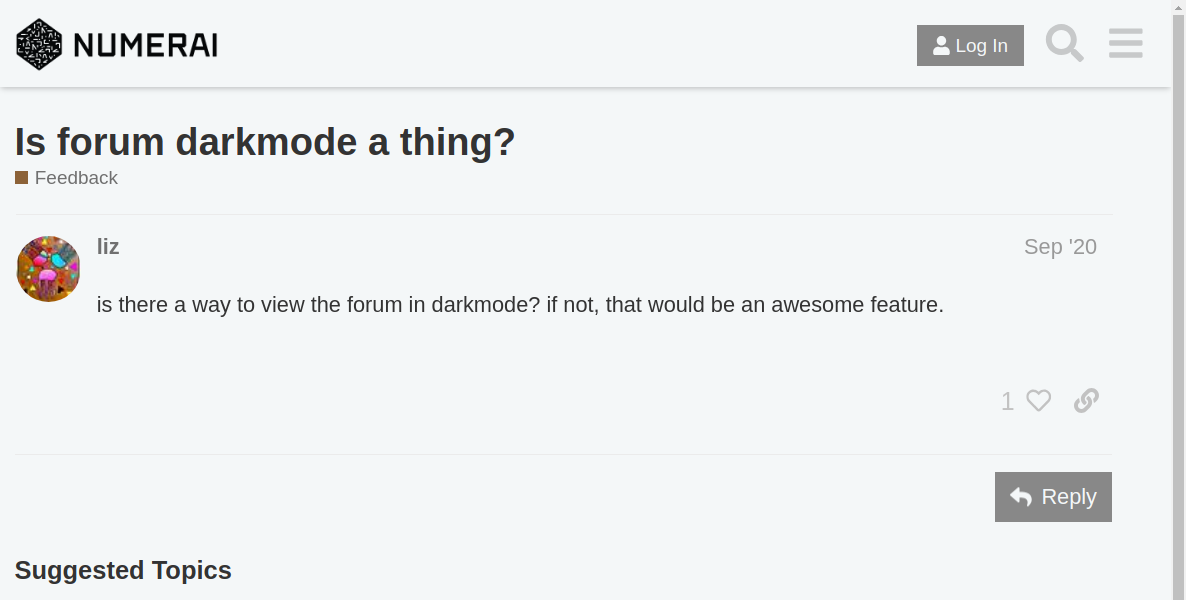 NUMERAI
Log In
Is forum darkmode a thing?
Feedback
liz
Sep '20
is there a way to view the forum in darkmode? if not, that would be an awesome feature.
1
Reply
Suggested Topics